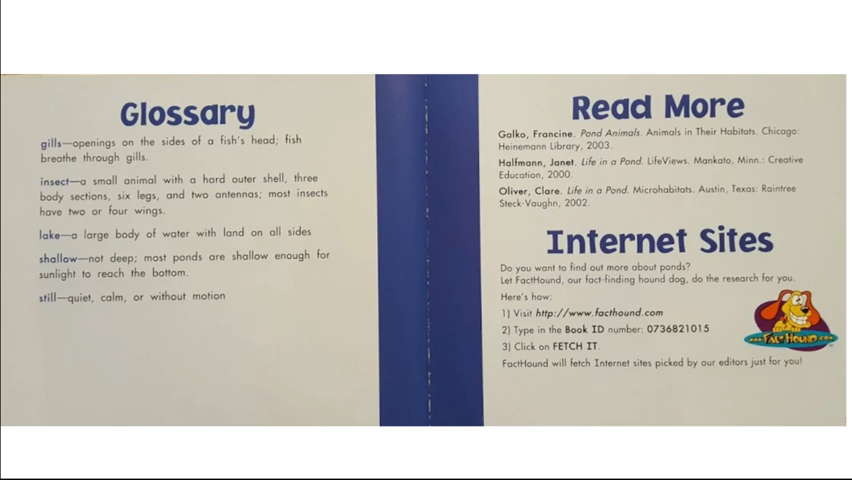 Glossary
gills—openings on the sides of a fish's head; fish
breathe through gills.
insect—a small animal with a hard outer shell, three
body sections, six legs, and two antennas; most insects
have two or four wings.
lake—a large body of water with land on all sides
shallow—not deep; most ponds are shallow enough for
sunlight to reach the bottom.
still—quiet, calm, or without motion
Read More
Galko, Francine. Pond Animals. Animals in Their Habitats. Chicago:
Heinemann Library, 2003.
Halfmann, Janet. Life in a Pond. LifeViews. Mankato, Minn.: Creative
Education, 2000.
Oliver, Clare. Life in a Pond. Microhabitats. Austin, Texas: Raintree
Steck-Vaughn, 2002.
Internet Sites
Do you want to find out more about ponds?
Let FactHound, our fact-finding hound dog, do the research for you.
Here's how:
1) Visit http://www.facthound.com
2) Type in the Book ID number: 0736821015
3) Click on FETCH IT.
FactHound will fetch Internet sites picked by our editors just for you!
www.FACTHOUND.com